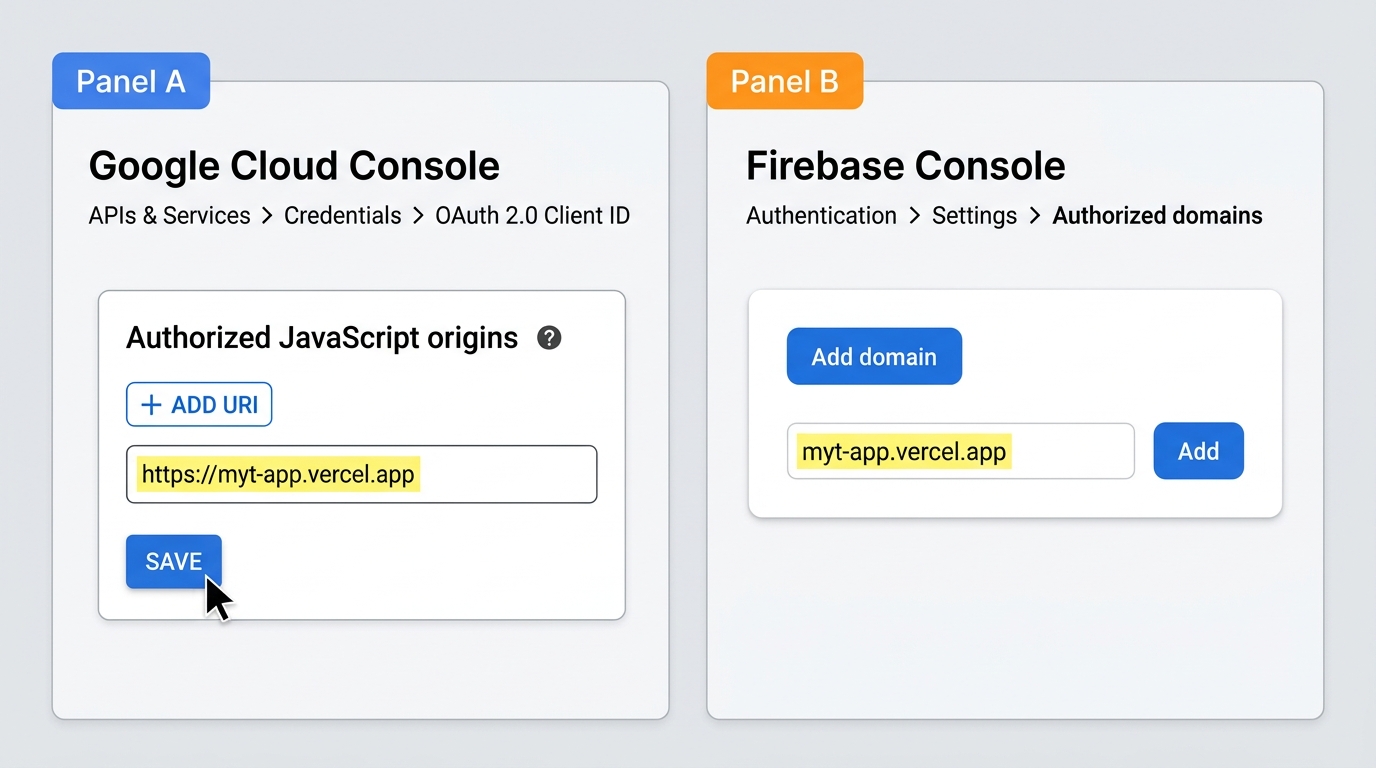 Panel A
Google Cloud Console
APIs & Services > Credentials > OAuth 2.0 Client ID
Authorized JavaScript origins ?
+ ADD URI
https://myt-app.vercel.app
SAVE
Panel B
Firebase Console
Authentication > Settings > Authorized domains
Add domain
myt-app.vercel.app
Add